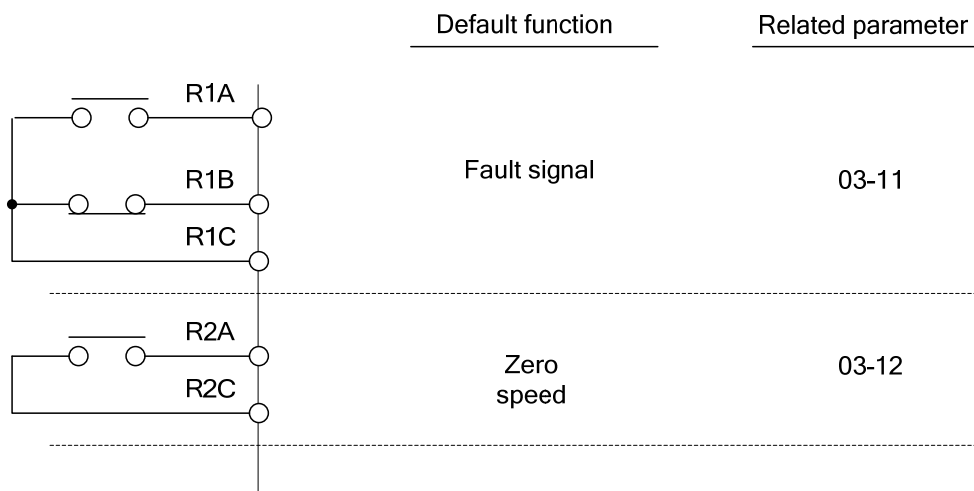 Default function
Related parameter
R1A
R1B
R1C
Fault signal
03-11
R2A
R2C
Zero
speed
03-12